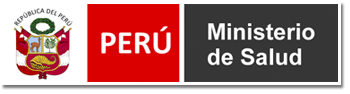 REPÚBLICA DEL PERÚ
PERÚ
Ministerio
de Salud